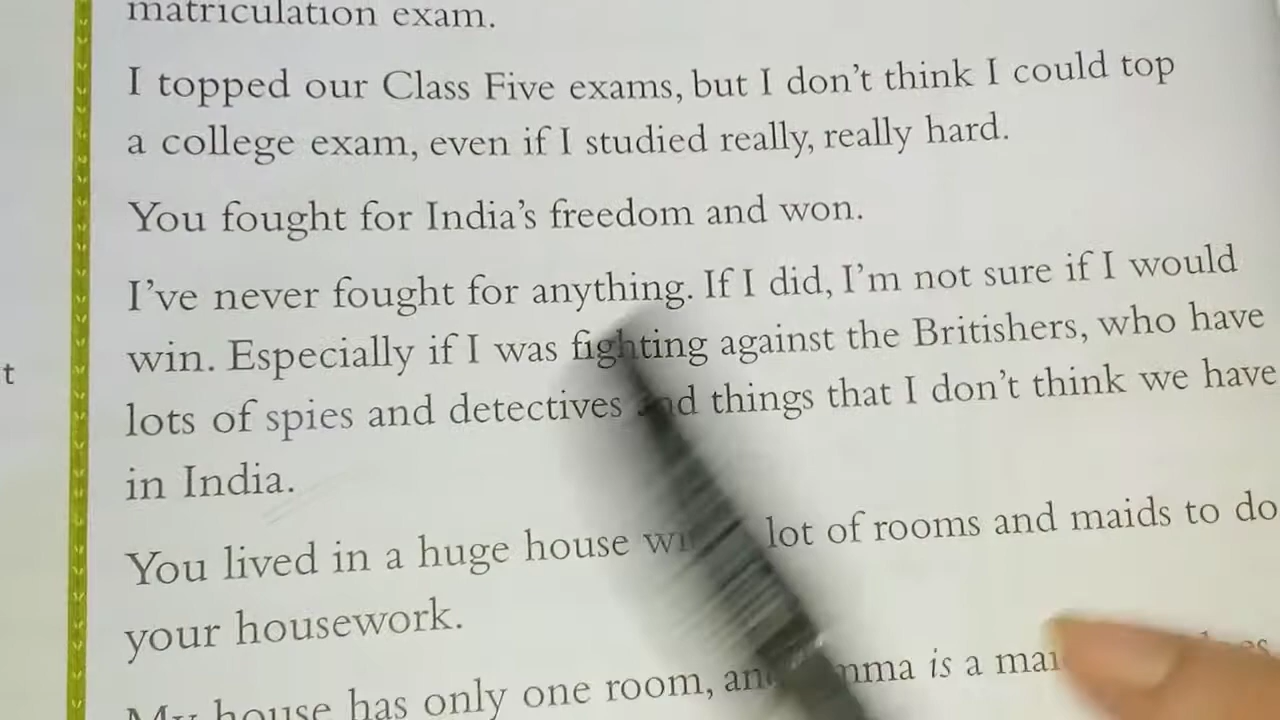 matriculation exam.
I topped our Class Five exams, but I don't think I could top
a college exam, even if I studied really, really hard.
You fought for India's freedom and won.
I've never fought for anything. If I did, I'm not sure if I would
win. Especially if I was fighting against the Britishers, who have
lots of spies and detectives and things that I don't think we have
in India.
t
You lived in a huge house lot of rooms and maids to do
your housework.
My house has only one room, is a